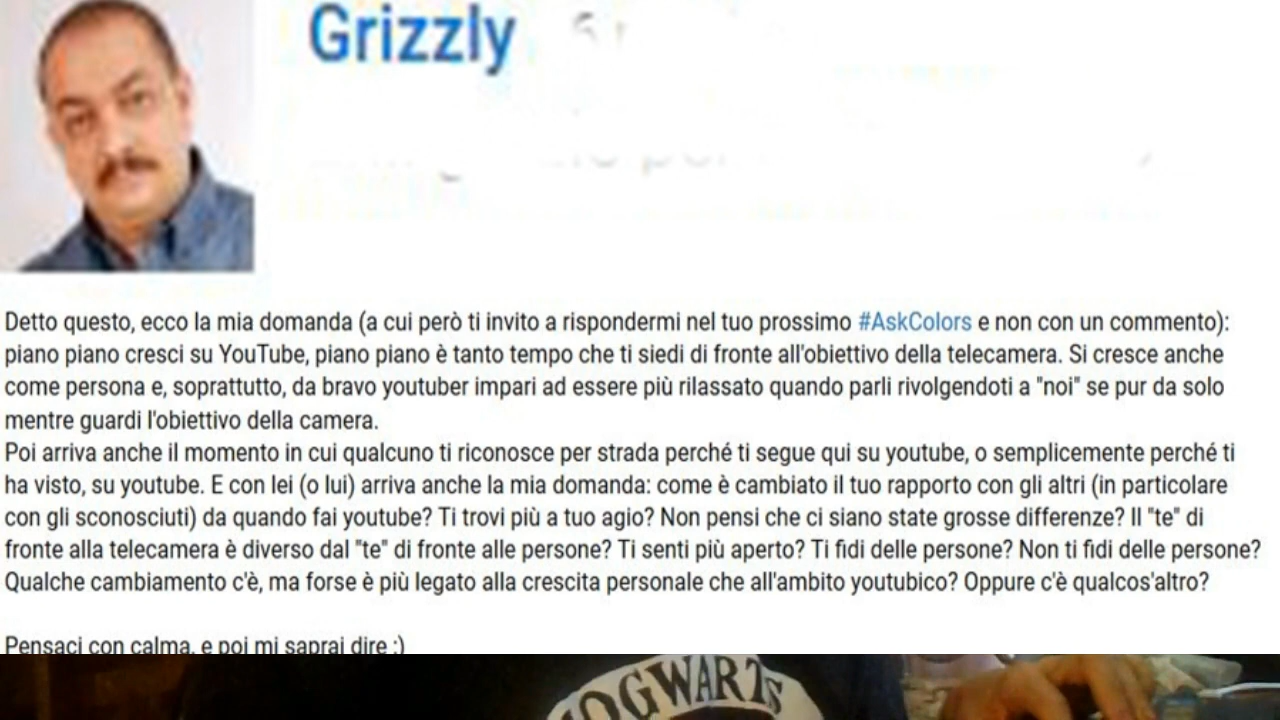 Grizzly
Detto questo, ecco la mia domanda (a cui però ti invito a rispondermi nel tuo prossimo #AskColors e non con un commento):
piano piano cresci su YouTube, piano piano è tanto tempo che ti siedi di fronte all'obiettivo della telecamera. Si cresce anche
come persona e, soprattutto, da bravo youtuber impari ad essere più rilassato quando parli rivolgendoti a "noi" se pur da solo
mentre guardi l'obiettivo della camera.
Poi arriva anche il momento in cui qualcuno ti riconosce per strada perché ti segue qui su youtube, o semplicemente perché ti
ha visto, su youtube. E con lei (o lui) arriva anche la mia domanda: come è cambiato il tuo rapporto con gli altri (in particolare
con gli sconosciuti) da quando fai youtube? Ti trovi più a tuo agio? Non pensi che ci siano state grosse differenze? Il "te" di
fronte alla telecamera è diverso dal "te" di fronte alle persone? Ti senti più aperto? Ti fidi delle persone? Non ti fidi delle persone?
Qualche cambiamento c'è, ma forse è più legato alla crescita personale che all'ambito youtubico? Oppure c'è qualcos'altro?
Pensaci con calma, e poi mi saprai dire ;)
HOGWARTS